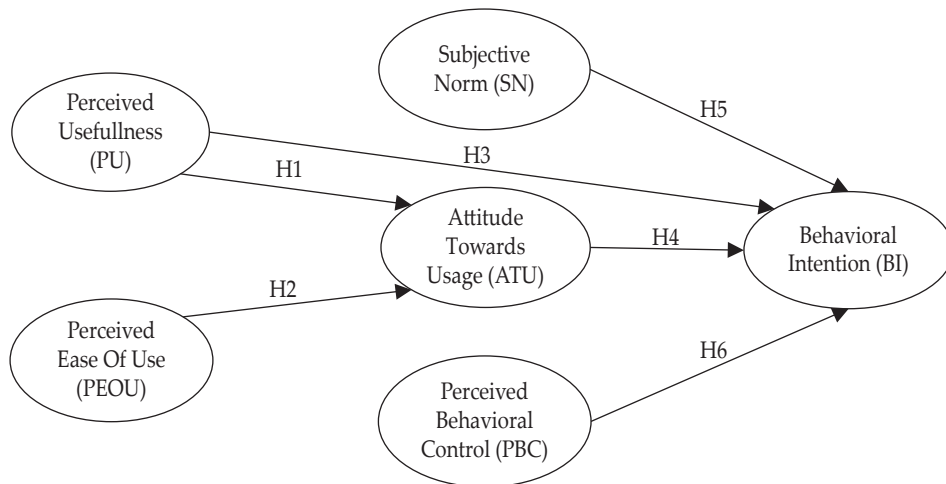 Subjective
Norm (SN)
Perceived
Usefullness
(PU)
H5
H3
H1
Attitude
Towards
Usage (ATU)
H4
Behavioral
Intention (BI)
H2
Perceived
Ease Of Use
(PEOU)
H6
Perceived
Behavioral
Control (PBC)